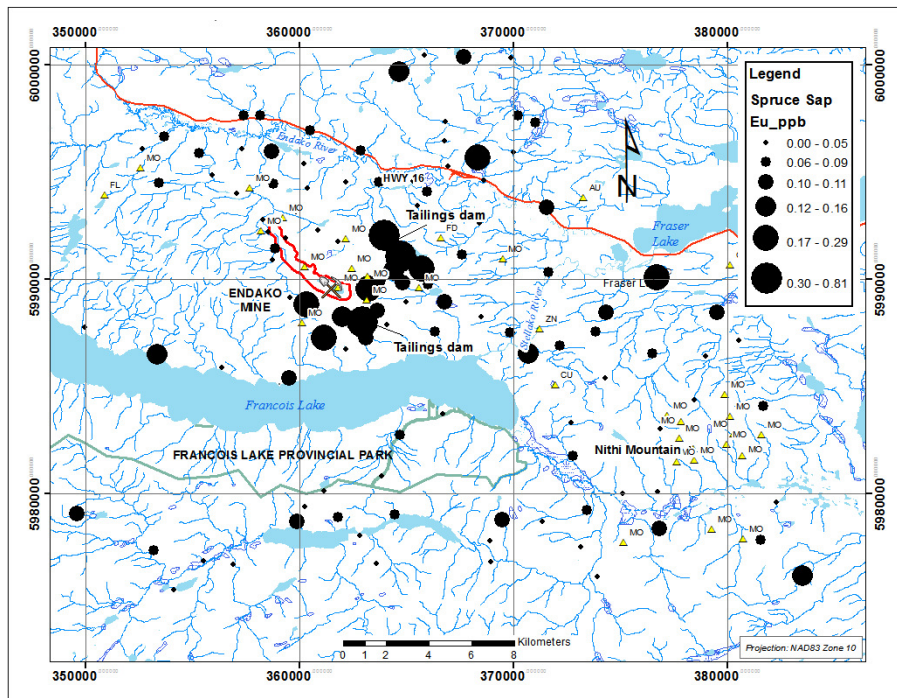 350000
360000
370000
380000
6000000
5990000
5980000
Legend
Spruce Sap
Eu_ppb
0.00 - 0.05
0.06 - 0.09
0.10 - 0.11
0.12 - 0.16
0.17 - 0.29
0.30 - 0.81
N
Endako River
MO
FL
MO
MO
HWY 16
AU
Tailings dam
MO
MO
MO
FD
MO
Fraser
Lake
MO
MO
MO
MO
MO
MO
Fraser L
ENDAKO
MINE
MO
ZN
Stellako River
Tailings dam
CU
Francois Lake
MO
MO
MO
MO
MO
MO
MO
MO
Nithi Mountain
MO
MO
FRANCOIS LAKE PROVINCIAL PARK
MO
MO
MO
6000000
5990000
5980000
Kilometers
0 1 2 4 6 8
Projection: NAD83 Zone 10
350000
360000
370000
380000